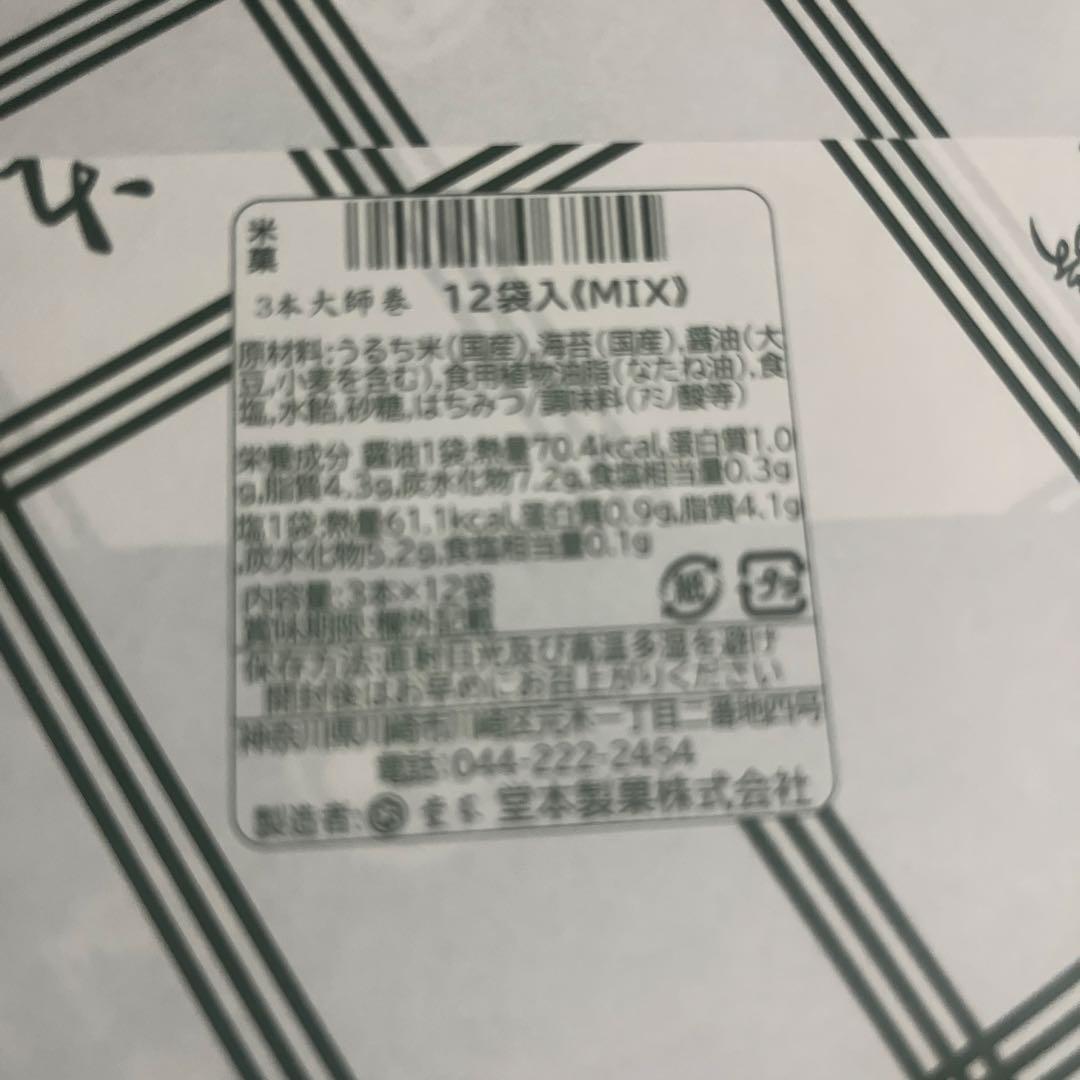 米菓
3本大師巻 12袋入《MIX》
原材料:うるち米(国産),海苔(国産),醤油(大
豆,小麦を含む),食用植物油脂(なたね油),食
塩,水飴,砂糖,はちみつ/調味料(アミノ酸等)
栄養成分 醤油1袋:熱量70.4kcal,蛋白質1.0
g,脂質4.3g,炭水化物7.2g,食塩相当量0.3g
塩1袋:熱量61.1kcal,蛋白質0.9g,脂質4.1g
,炭水化物5.2g,食塩相当量0.1g
内容量:3本×12袋
紙 プラ
賞味期限:欄外記載
保存方法:直射日光及び高温多湿を避け
開封後はお早めにお召上がりください
神奈川県川崎市川崎区元木一丁目二番地四号
電話:044-222-2454
製造者: 堂本製菓株式会社